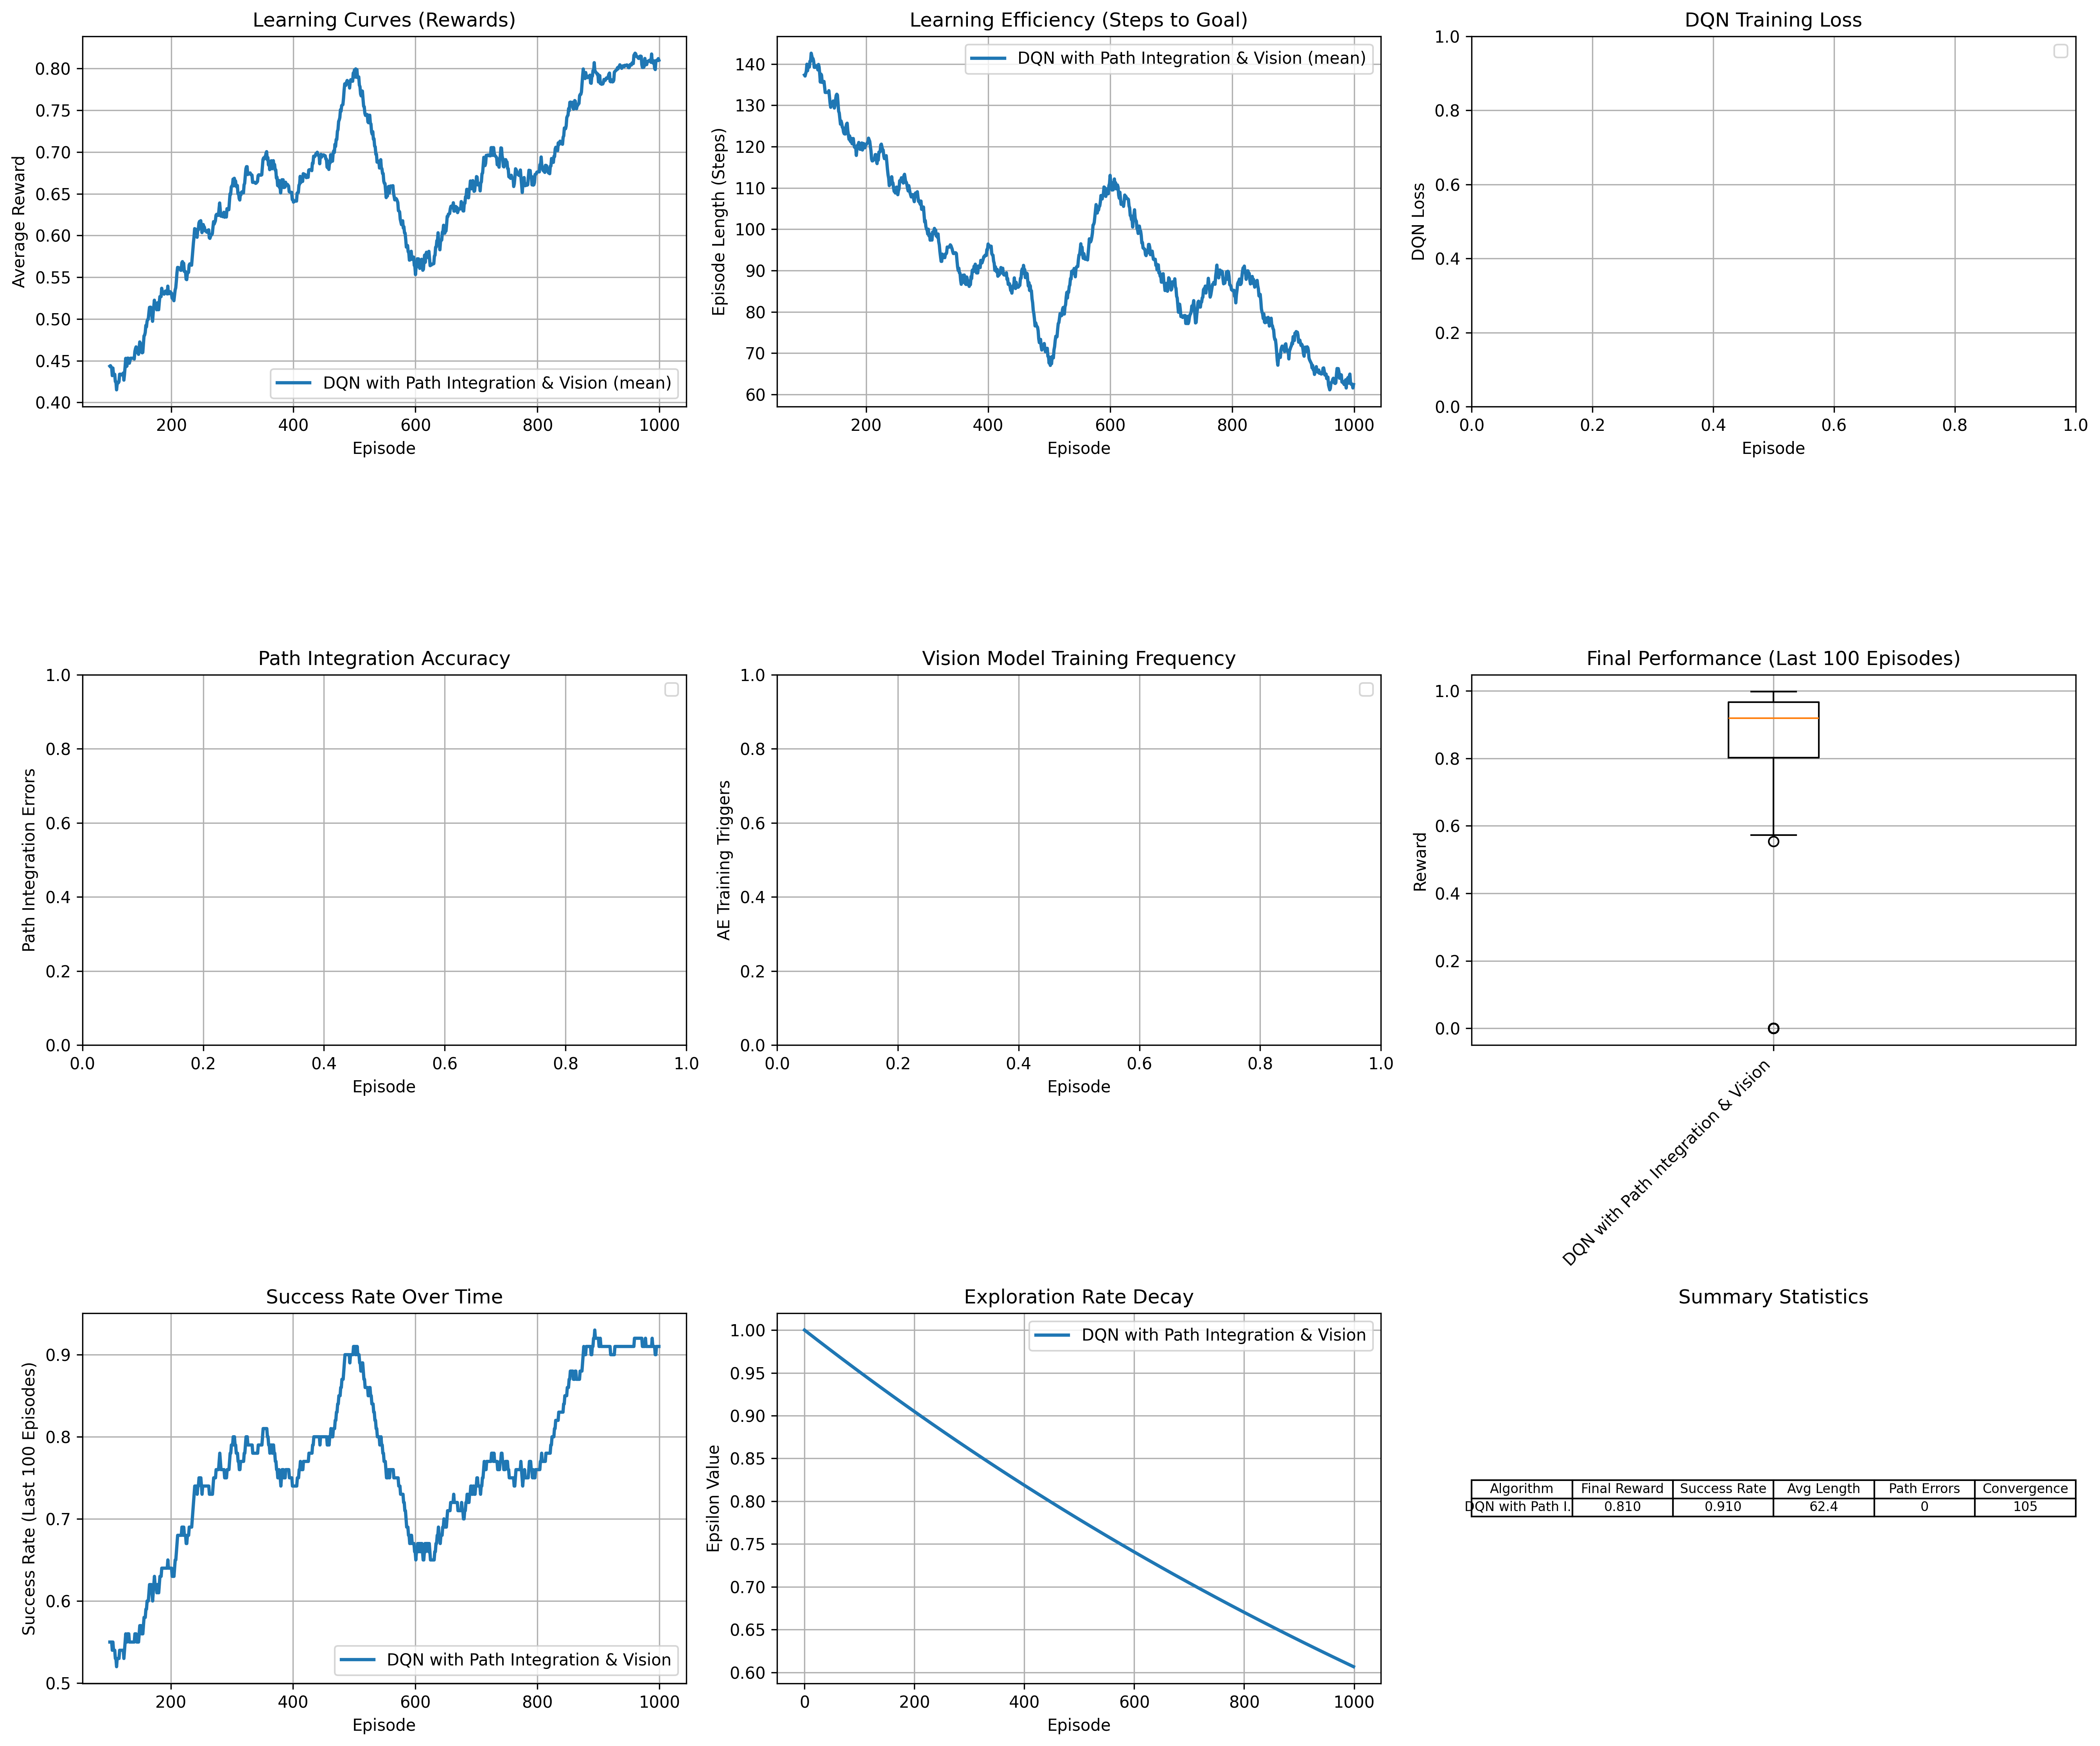 Learning Curves (Rewards)
Average Reward
0.80
0.75
0.70
0.65
0.60
0.55
0.50
0.45
0.40
DQN with Path Integration & Vision (mean)
200 400 600 800 1000
Episode
Learning Efficiency (Steps to Goal)
Episode Length (Steps)
140
130
120
110
100
90
80
70
60
DQN with Path Integration & Vision (mean)
200 400 600 800 1000
Episode
DQN Training Loss
DQN Loss
1.0
0.8
0.6
0.4
0.2
0.0
0.0 0.2 0.4 0.6 0.8 1.0
Episode
Path Integration Accuracy
Path Integration Errors
1.0
0.8
0.6
0.4
0.2
0.0
0.0 0.2 0.4 0.6 0.8 1.0
Episode
Vision Model Training Frequency
AE Training Triggers
1.0
0.8
0.6
0.4
0.2
0.0
0.0 0.2 0.4 0.6 0.8 1.0
Episode
Final Performance (Last 100 Episodes)
Reward
1.0
0.8
0.6
0.4
0.2
0.0
DQN with Path Integration & Vision
Success Rate Over Time
Success Rate (Last 100 Episodes)
0.9
0.8
0.7
0.6
0.5
DQN with Path Integration & Vision
200 400 600 800 1000
Episode
Exploration Rate Decay
Epsilon Value
1.00
0.95
0.90
0.85
0.80
0.75
0.70
0.65
0.60
DQN with Path Integration & Vision
0 200 400 600 800 1000
Episode
Summary Statistics
Algorithm Final Reward Success Rate Avg Length Path Errors Convergence
DQN with Path I. 0.810 0.910 62.4 0 105